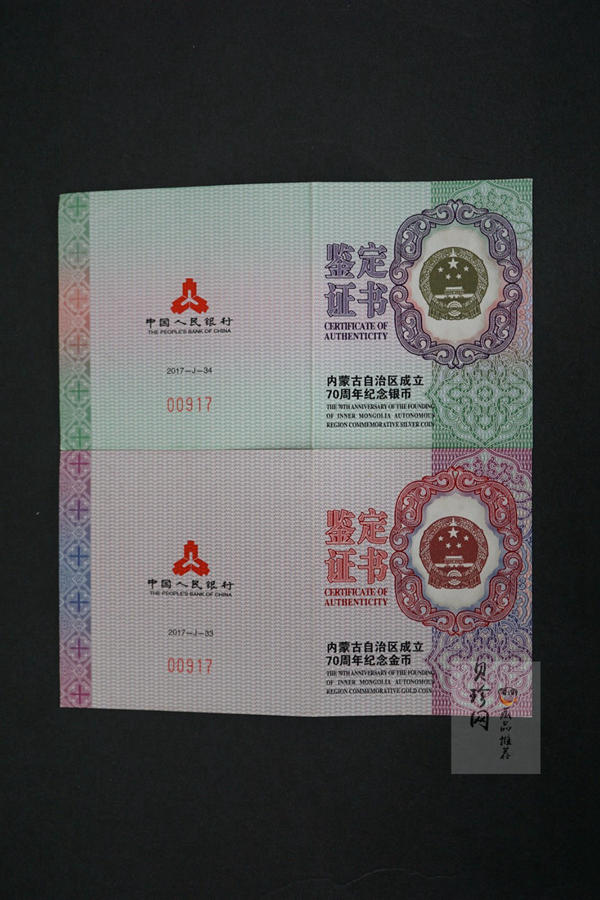 中国人民银行
THE PEOPLE'S BANK OF CHINA
2017-J-34
00917
鉴定
证书
CERTIFICATE OF
AUTHENTICITY
内蒙古自治区成立
70周年纪念银币
THE 70TH ANNIVERSARY OF THE FOUNDING
OF INNER MONGOLIA AUTONOMOUS
REGION COMMEMORATIVE SILVER COIN
中国人民银行
THE PEOPLE'S BANK OF CHINA
2017-J-33
00917
鉴定
证书
CERTIFICATE OF
AUTHENTICITY
内蒙古自治区成立
70周年纪念金币
THE 70TH ANNIVERSARY OF THE FOUNDING
OF INNER MONGOLIA AUTONOMOUS
REGION COMMEMORATIVE GOLD COIN
贝珍网
品推荐